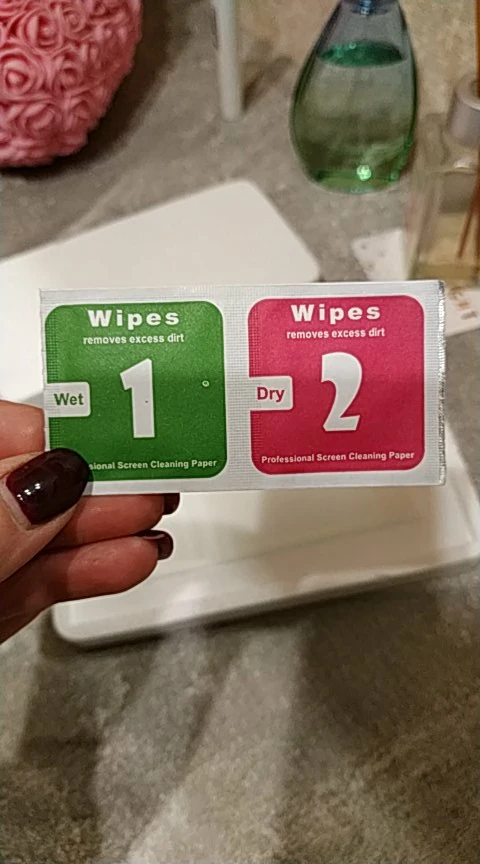 Wipes
removes excess dirt
Wet
1
Screen Cleaning Paper
Wipes
removes excess dirt
Dry
2
Professional Screen Cleaning Paper